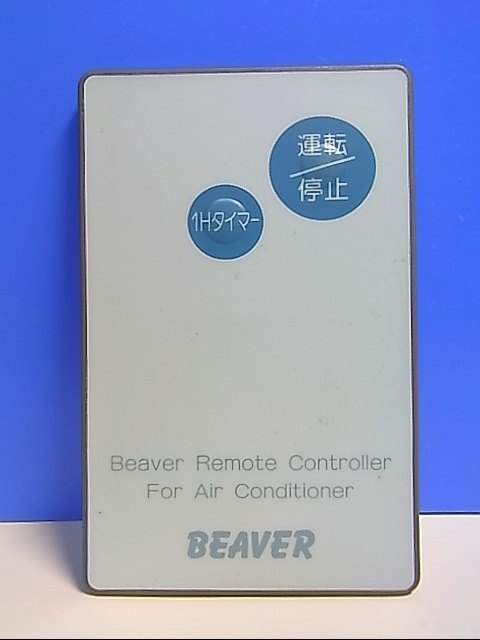 運転
停止
1Hタイマー
Beaver Remote Controller
For Air Conditioner
BEAVER